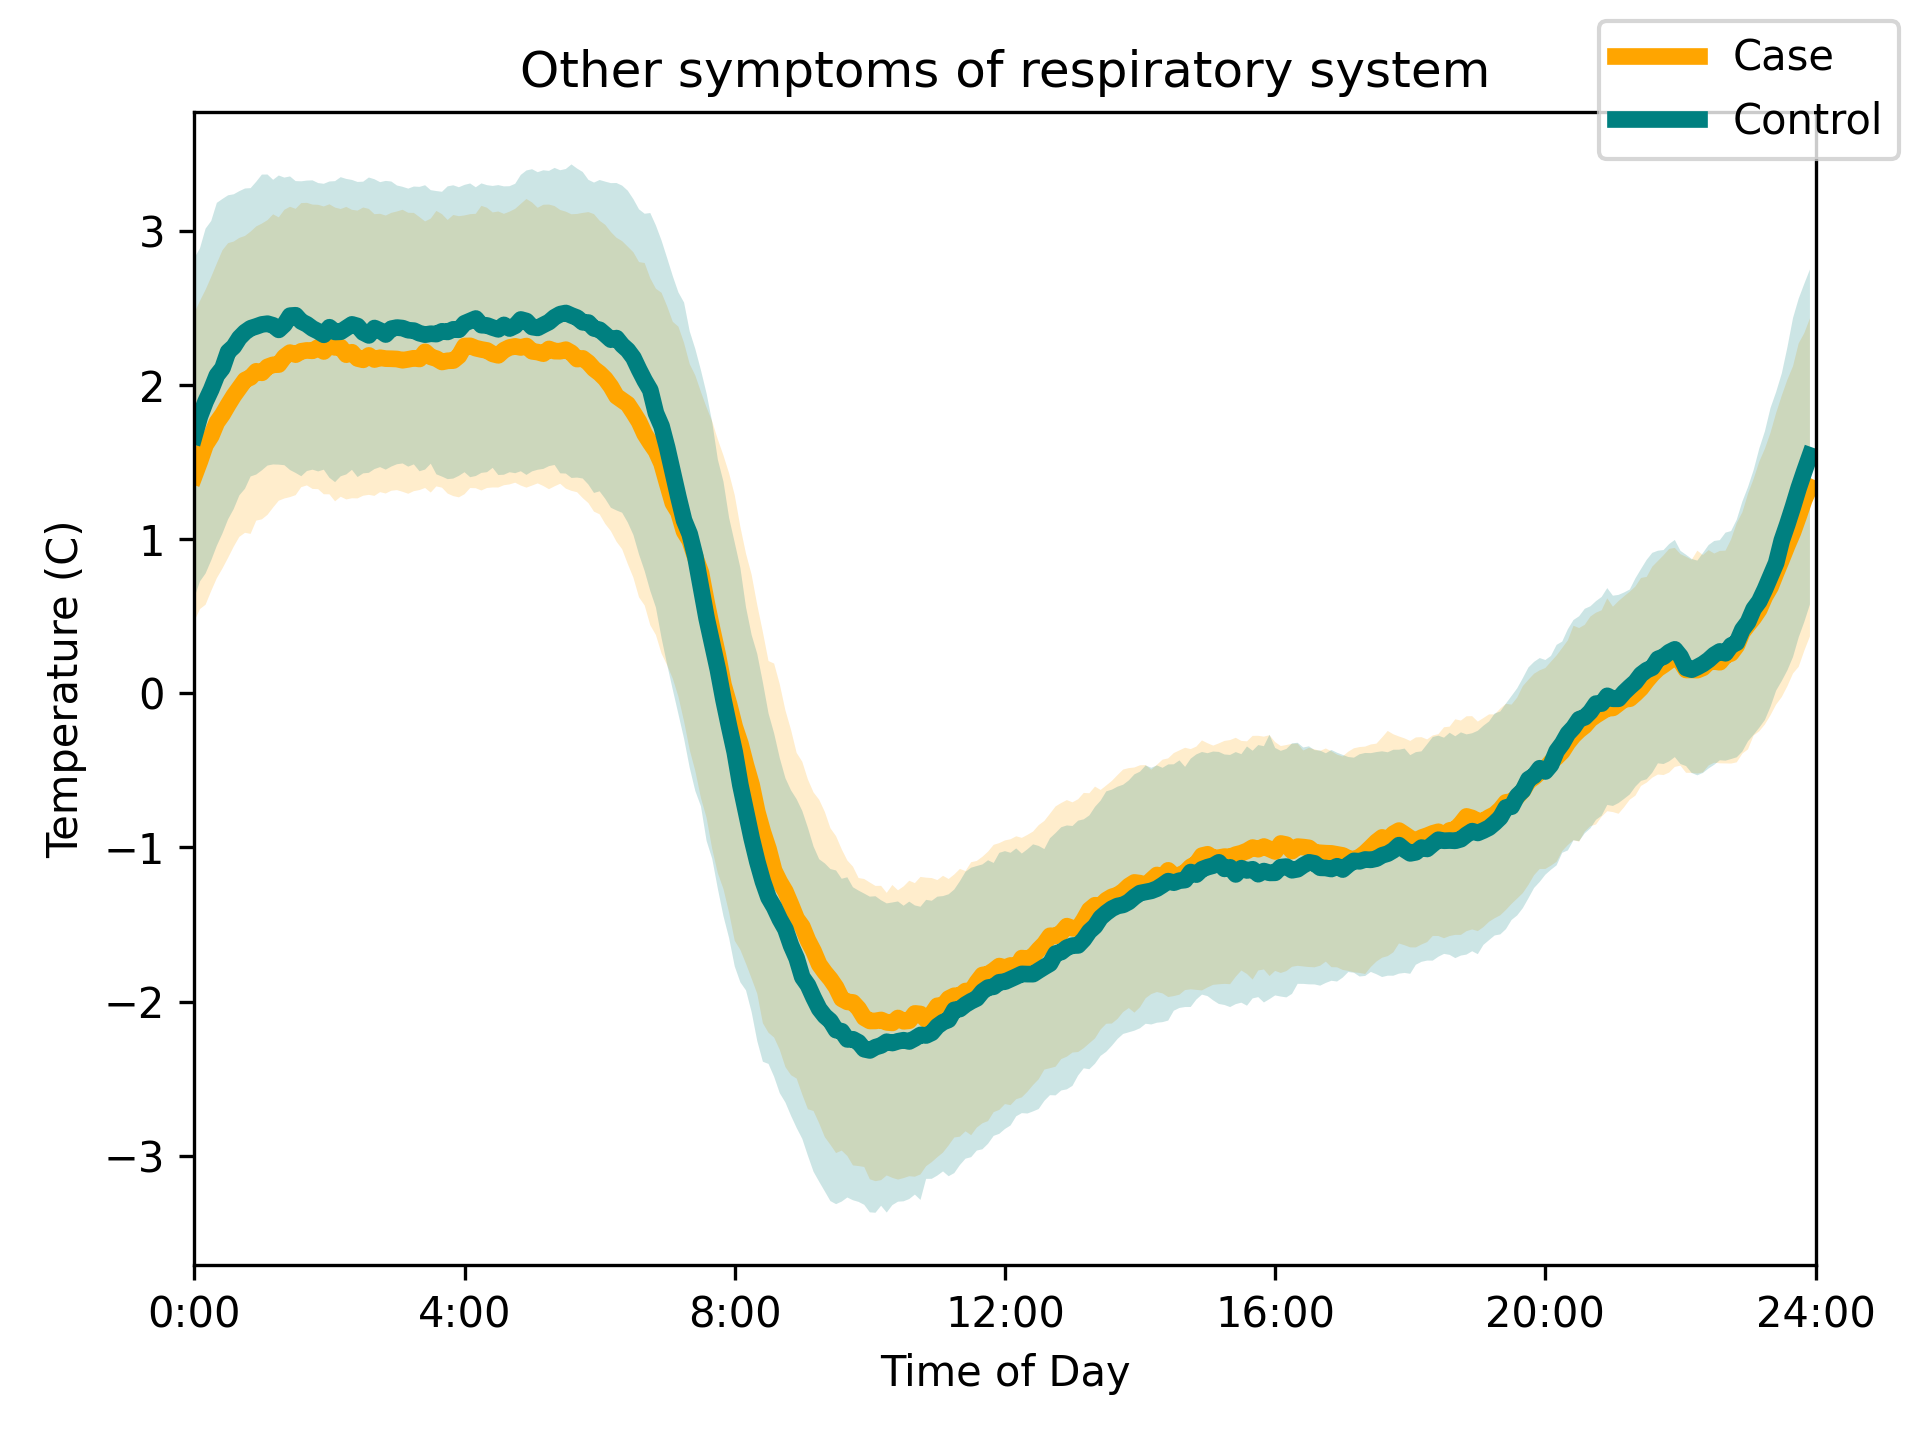 Other symptoms of respiratory system
Case
Control
Temperature (C)
3
2
1
0
−1
−2
−3
0:00 4:00 8:00 12:00 16:00 20:00 24:00
Time of Day